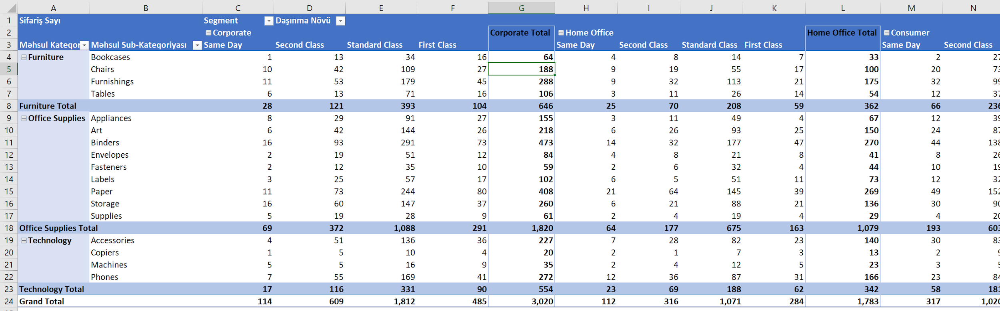 A B C D E F G H I J K L M N
1 Sifariş Sayı Segment Daşınma Növü
2 Corporate Corporate Total Home Office Home Office Total Consumer
3 Məhsul Kateqor Məhsul Sub-Kateqoriyası Same Day Second Class Standard Class First Class Same Day Second Class Standard Class First Class Same Day Second Class
4 Furniture Bookcases 1 13 34 16 64 4 8 14 7 33 2 27
5 Chairs 10 42 109 27 188 9 19 55 17 100 20 73
6 Furnishings 11 53 179 45 288 9 32 113 21 175 32 99
7 Tables 6 13 71 16 106 3 11 26 14 54 12 37
8 Furniture Total 28 121 393 104 646 25 70 208 59 362 66 236
9 Office Supplies Appliances 8 29 91 27 155 3 11 49 4 67 12 39
10 Art 6 42 144 26 218 6 26 93 25 150 24 87
11 Binders 16 93 291 73 473 14 32 177 47 270 44 138
12 Envelopes 2 19 51 12 84 4 8 21 8 41 8 26
13 Fasteners 2 12 35 10 59 2 6 32 4 44 10 19
14 Labels 3 25 57 17 102 6 5 51 11 73 12 32
15 Paper 11 73 244 80 408 21 64 145 39 269 49 152
16 Storage 16 60 147 37 260 6 21 88 21 136 30 90
17 Supplies 5 19 28 9 61 2 4 19 4 29 4 20
18 Office Supplies Total 69 372 1,088 291 1,820 64 177 675 163 1,079 193 603
19 Technology Accessories 4 51 136 36 227 7 28 82 23 140 30 83
20 Copiers 1 5 10 4 20 2 1 7 3 13 2 9
21 Machines 5 5 16 9 35 2 4 12 5 23 3 5
22 Phones 7 55 169 41 272 12 36 87 31 166 23 84
23 Technology Total 17 116 331 90 554 23 69 188 62 342 58 181
24 Grand Total 114 609 1,812 485 3,020 112 316 1,071 284 1,783 317 1,020